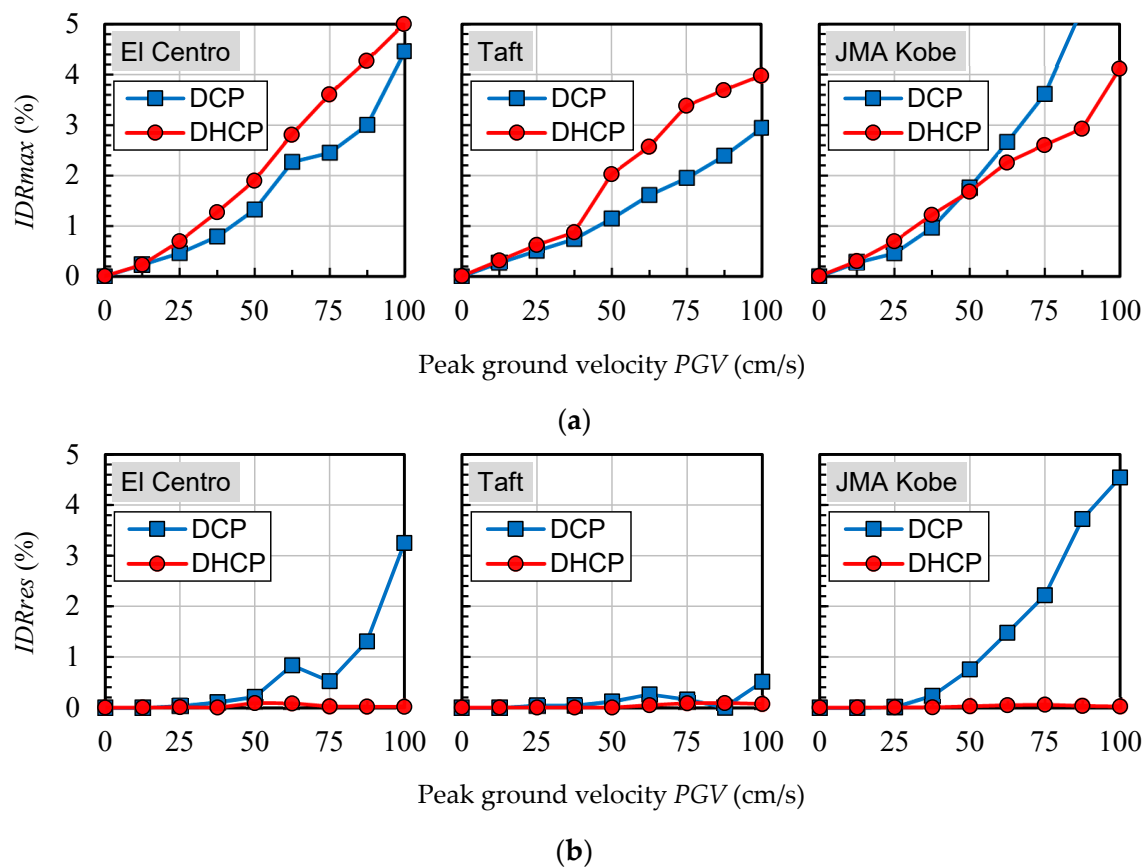 El Centro
DCP
DHCP
Taft
DCP
DHCP
JMA Kobe
DCP
DHCP
IDRmax (%)
5
4
3
2
1
0
0 25 50 75 100
0 25 50 75 100
0 25 50 75 100
Peak ground velocity PGV (cm/s)
(a)
El Centro
DCP
DHCP
Taft
DCP
DHCP
JMA Kobe
DCP
DHCP
IDRres (%)
5
4
3
2
1
0
0 25 50 75 100
0 25 50 75 100
0 25 50 75 100
Peak ground velocity PGV (cm/s)
(b)